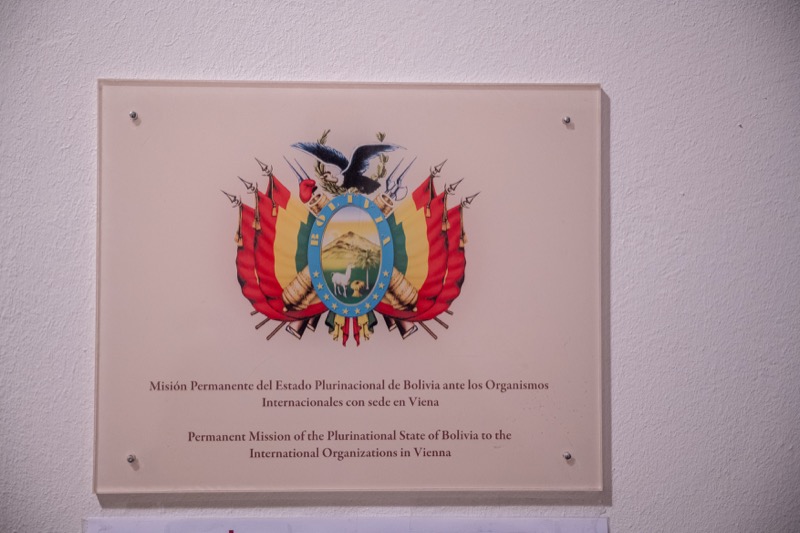 BOLIVIA
Misión Permanente del Estado Plurinacional de Bolivia ante los Organismos
Internacionales con sede en Viena
Permanent Mission of the Plurinational State of Bolivia to the
International Organizations in Vienna